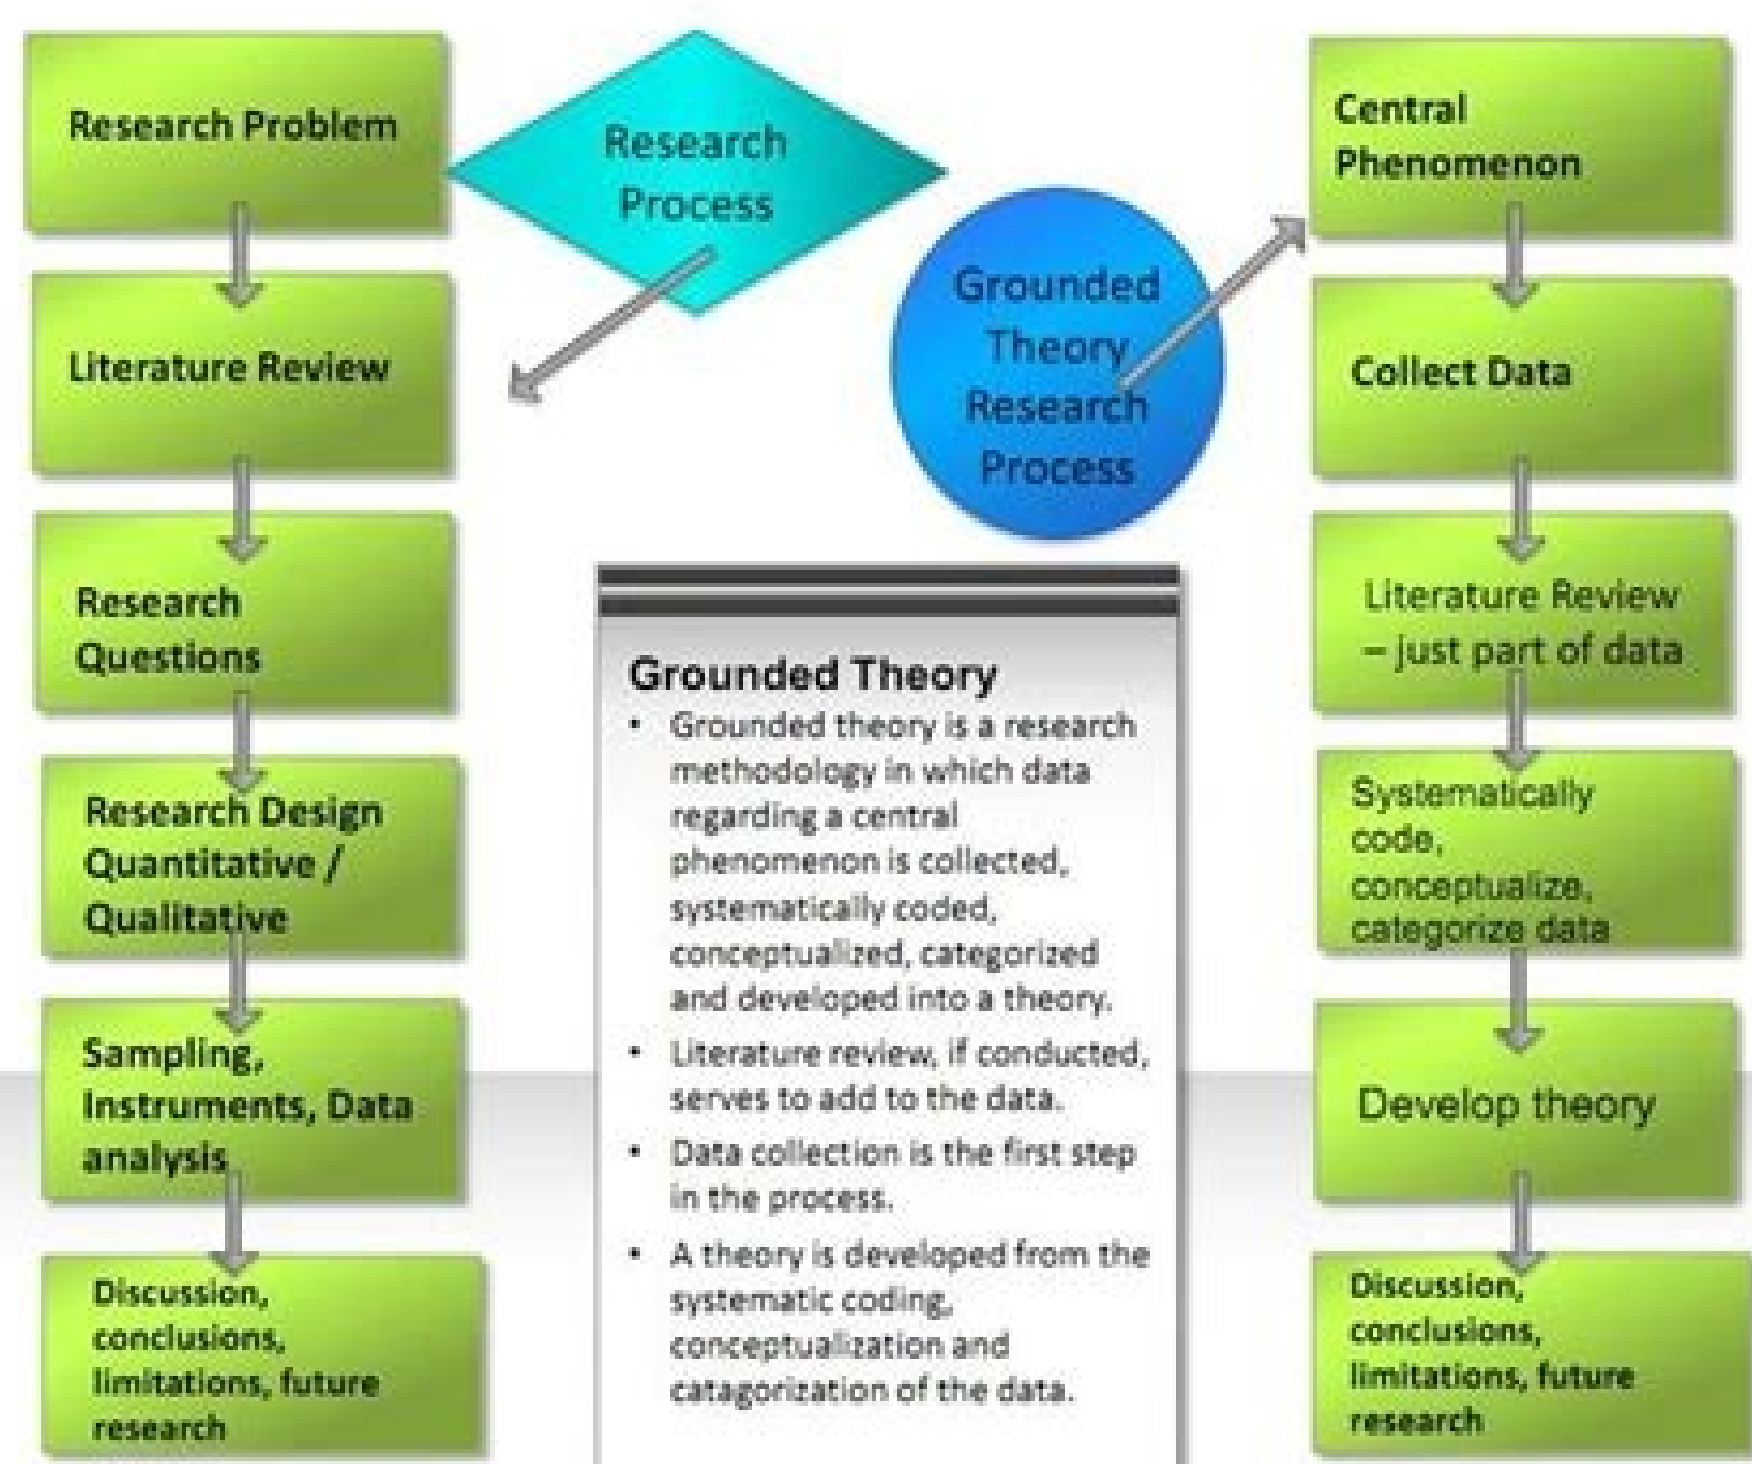 Research Problem
Literature Review
Research
Questions
Research Design
Quantitative /
Qualitative
Sampling,
Instruments, Data
analysis
Discussion,
conclusions,
limitations, future
research
Research
Process
Grounded
Theory
Research
Process
Grounded Theory
• Grounded theory is a research
methodology in which data
regarding a central
phenomenon is collected,
systematically coded,
conceptualized, categorized
and developed into a theory.
• Literature review, if conducted,
serves to add to the data.
• Data collection is the first step
in the process.
• A theory is developed from the
systematic coding,
conceptualization and
catagorization of the data.
Central
Phenomenon
Collect Data
Literature Review
– just part of data
Systematically
code,
conceptualize,
categorize data
Develop theory
Discussion,
conclusions,
limitations, future
research